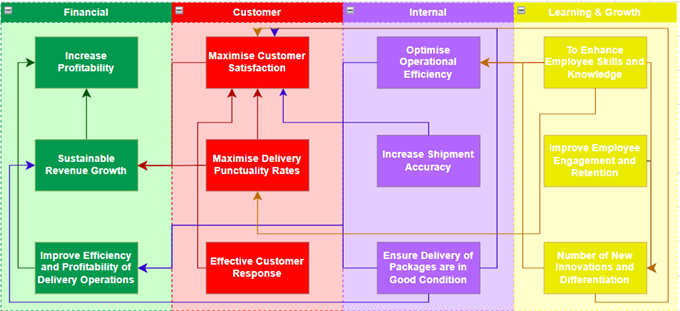 Financial
Customer
Internal
Learning & Growth
Increase
Profitability
Maximise Customer
Satisfaction
Optimise
Operational
Efficiency
To Enhance
Employee Skills and
Knowledge
Sustainable
Revenue Growth
Maximise Delivery
Punctuality Rates
Increase Shipment
Accuracy
Improve Employee
Engagement and
Retention
Improve Efficiency
and Profitability of
Delivery Operations
Effective Customer
Response
Ensure Delivery of
Packages are in
Good Condition
Number of New
Innovations and
Differentiation